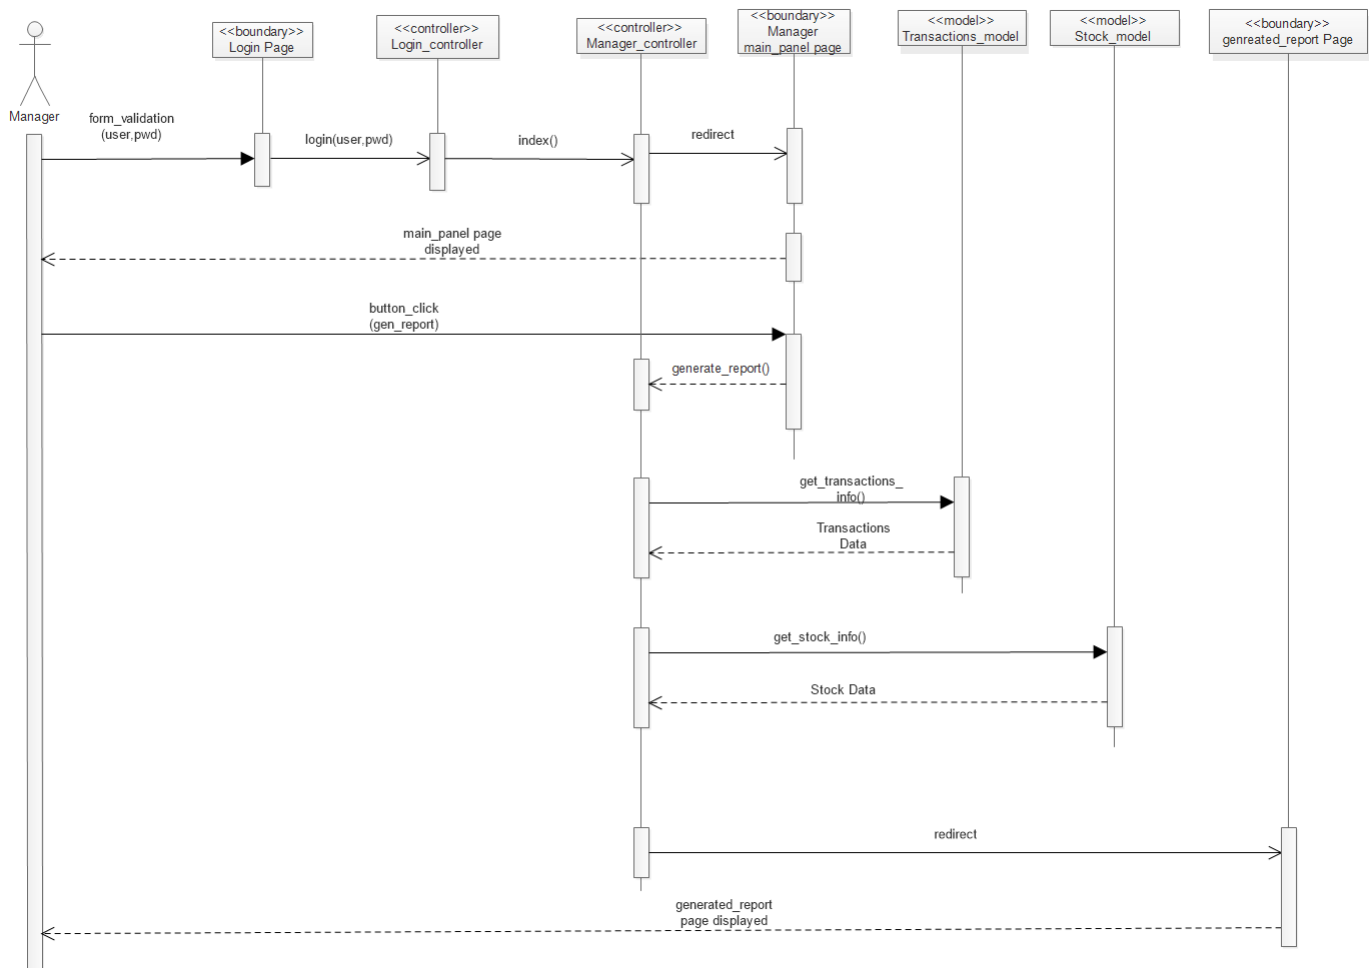 <<boundary>>
Login Page
<<controller>>
Login_controller
<<controller>>
Manager_controller
<<boundary>>
Manager
main_panel page
<<model>>
Transactions_model
<<model>>
Stock_model
<<boundary>>
genreated_report Page
Manager
form_validation
(user,pwd)
login(user,pwd)
index()
redirect
main_panel page
displayed
button_click
(gen_report)
generate_report()
get_transactions_
info()
Transactions
Data
get_stock_info()
Stock Data
redirect
generated_report
page displayed